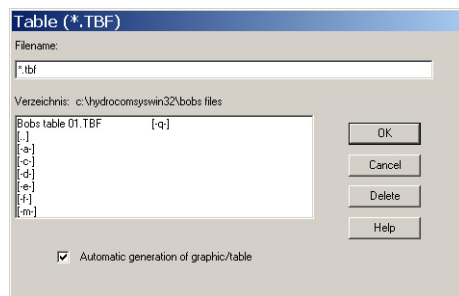 Table (*.TBF)
Filename:
*.tbf
Verzeichnis: c:\hydrocomsyswin32\bobs files
Bobs table 01.TBF [-q-]
[..]
[-a-]
[-c-]
[-d-]
[-e-]
[-f-]
[-m-]
OK
Cancel
Delete
Help
Automatic generation of graphic/table